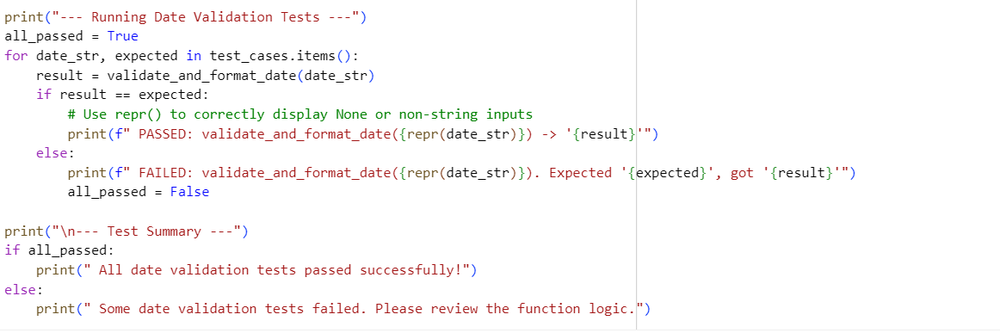 print("--- Running Date Validation Tests ---")
all_passed = True
for date_str, expected in test_cases.items():
    result = validate_and_format_date(date_str)
    if result == expected:
        # Use repr() to correctly display None or non-string inputs
        print(f" PASSED: validate_and_format_date({repr(date_str)}) -> '{result}'")
    else:
        print(f" FAILED: validate_and_format_date({repr(date_str)}). Expected '{expected}', got '{result}'")
        all_passed = False

print("\n--- Test Summary ---")
if all_passed:
    print(" All date validation tests passed successfully!")
else:
    print(" Some date validation tests failed. Please review the function logic.")